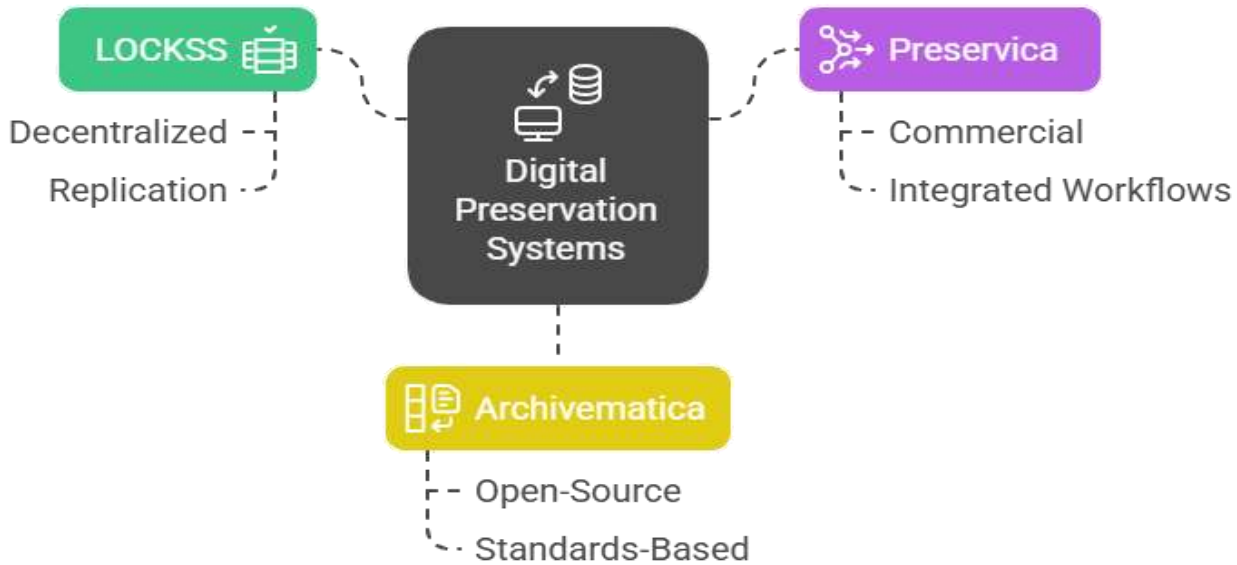 LOCKSS
Decentralized
Replication
Digital
Preservation
Systems
Preservica
Commercial
Integrated Workflows
Archivematica
Open-Source
Standards-Based